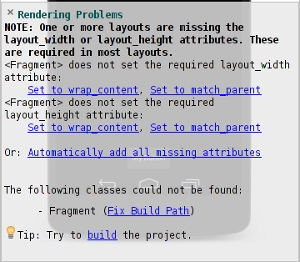 Rendering Problems
NOTE: One or more layouts are missing the
layout_width or layout_height attributes. These
are required in most layouts.
<Fragment> does not set the required layout_width
attribute:
Set to wrap_content, Set to match_parent
<Fragment> does not set the required
layout_height attribute:
Set to wrap_content, Set to match_parent
Or: Automatically add all missing attributes
The following classes could not be found:
- Fragment (Fix Build Path)
Tip: Try to build the project.